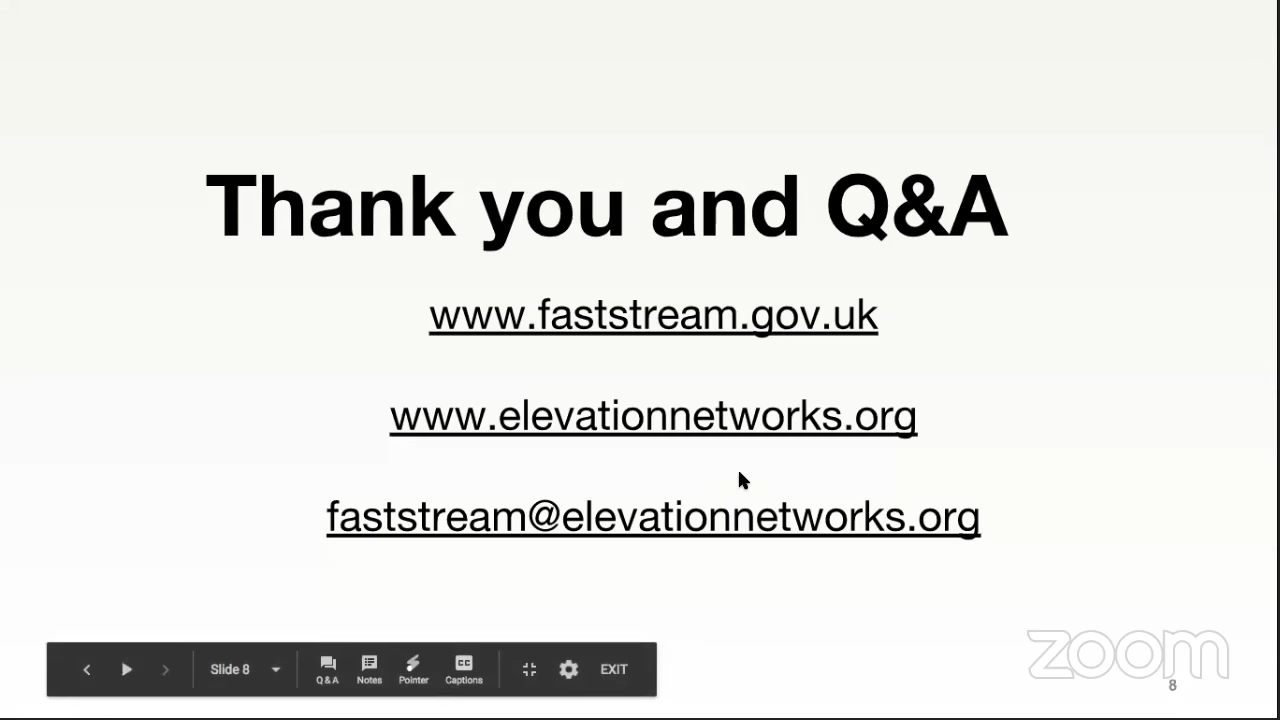 Thank you and Q&A
www.faststream.gov.uk
www.elevationnetworks.org
faststream@elevationnetworks.org
Slide 8
Q&A
Notes
Pointer
CC
Captions
EXIT
zoom
8